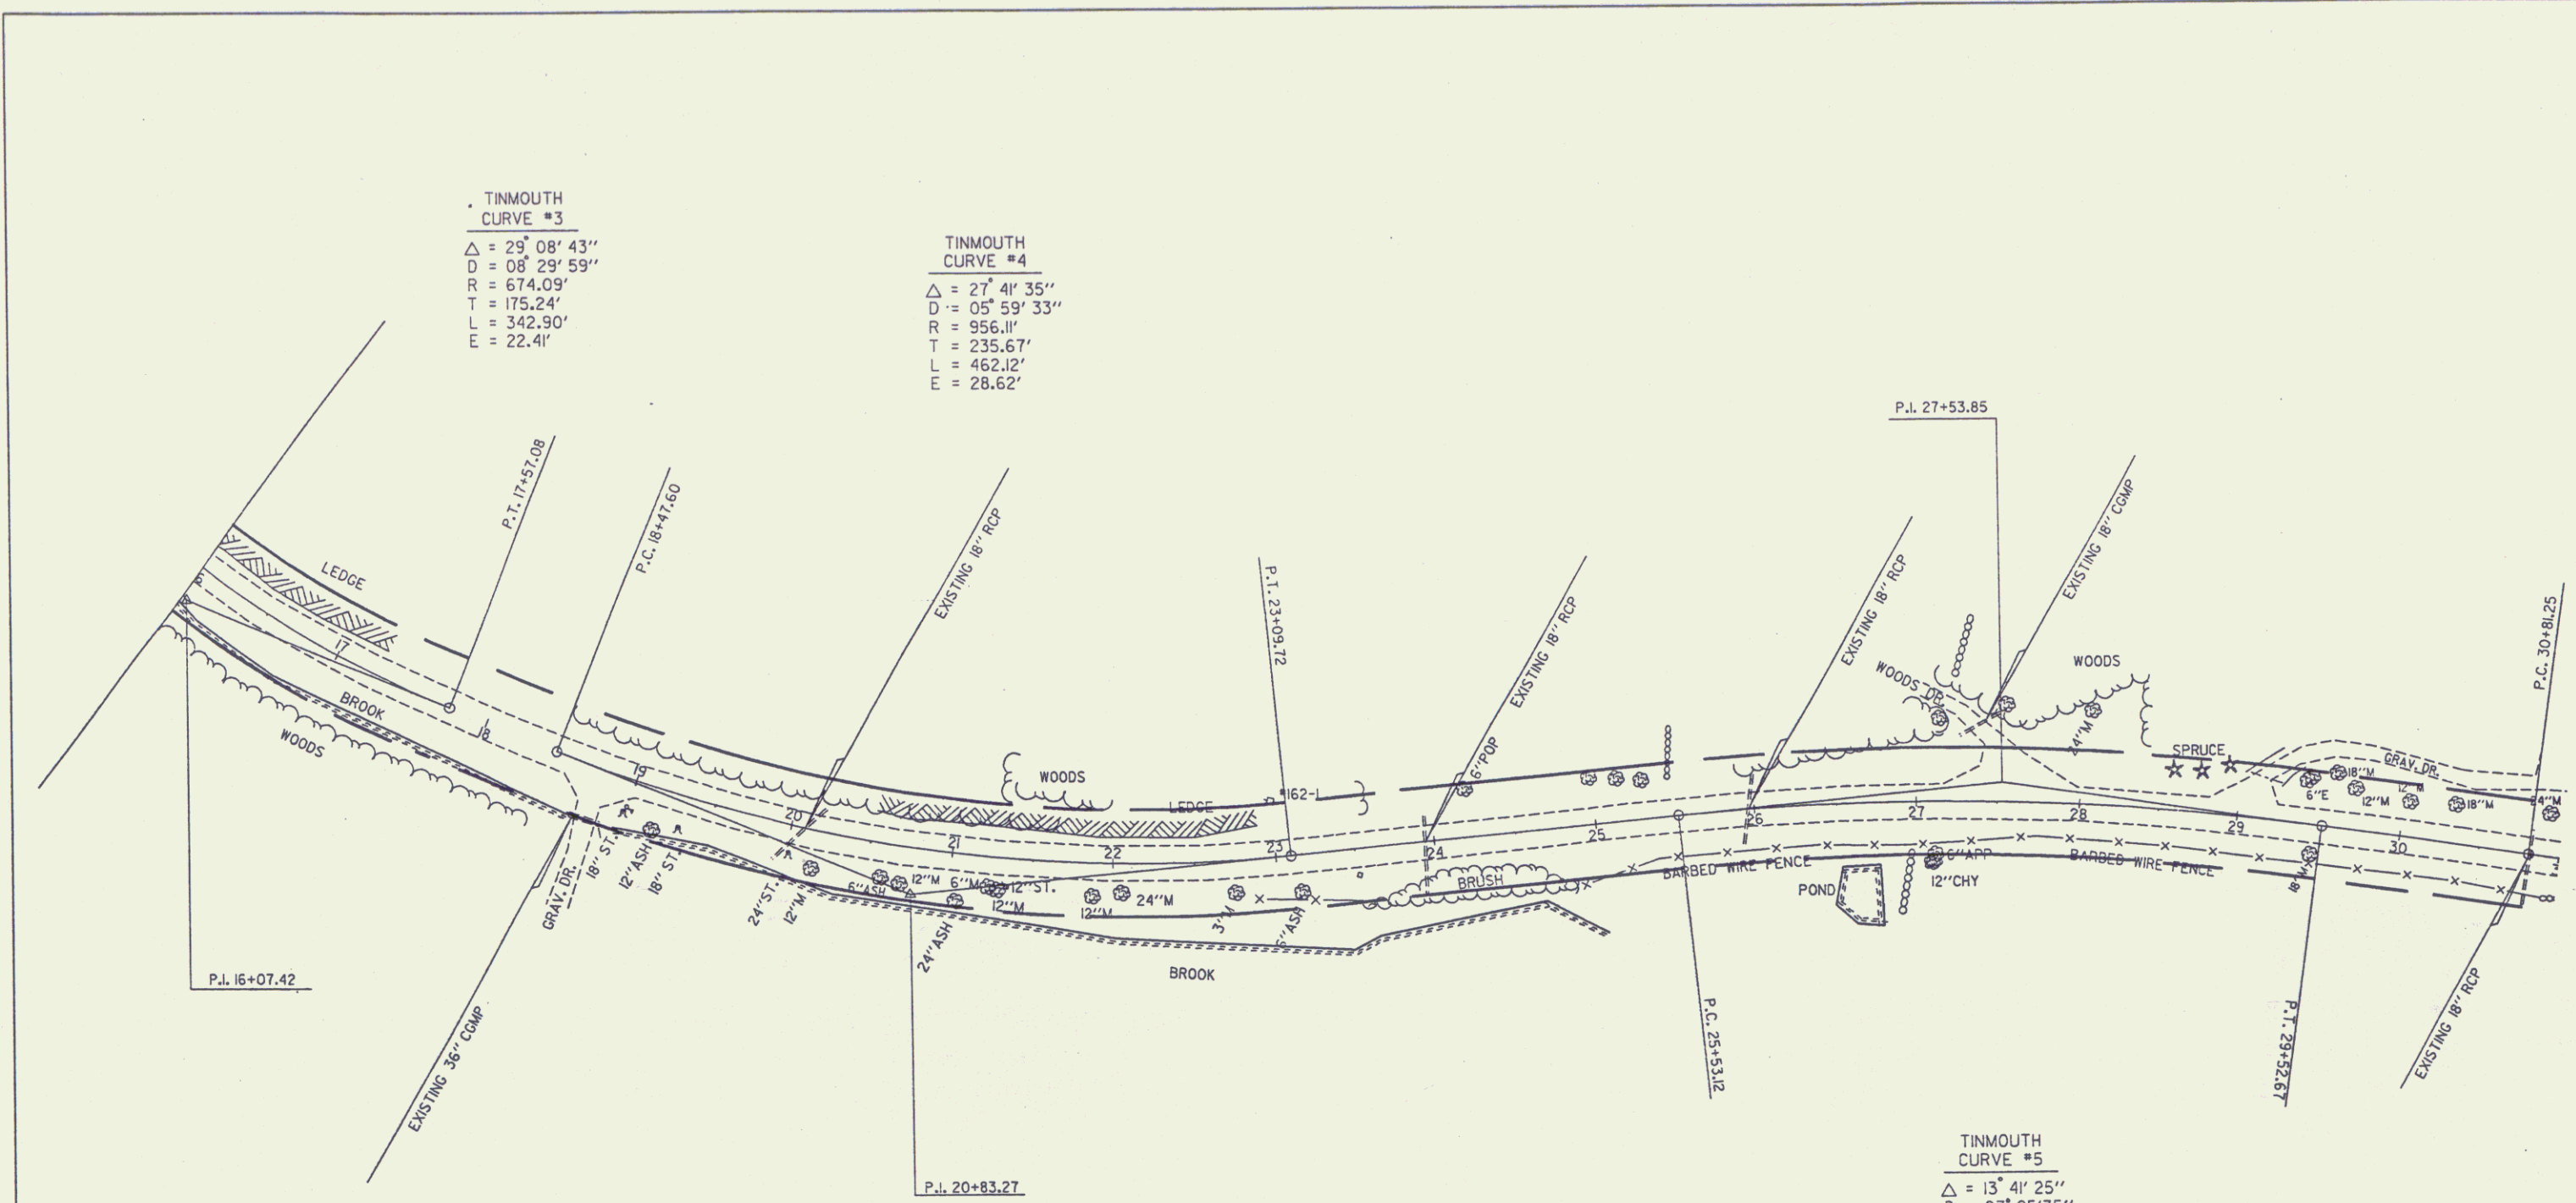 TINMOUTH
CURVE #3
△ = 29° 08' 43"
D = 08° 29' 59"
R = 674.09'
T = 175.24'
L = 342.90'
E = 22.41'
TINMOUTH
CURVE #4
△ = 27° 41' 35"
D = 05° 59' 33"
R = 956.11'
T = 235.67'
L = 462.12'
E = 28.62'
P.I. 27+53.85
P.T. 17+57.08
P.C. 18+47.60
EXISTING 18" RCP
P.T. 23+09.72
EXISTING 18" RCP
EXISTING 18" RCP
EXISTING 18" CGMP
P.C. 30+81.25
LEDGE
WOODS DR.
WOODS
24"M
BROOK
WOODS
17
18
19
20
21
22
23
24
25
26
27
28
29
30
WOODS
LEDGE
#162-1
6"POP
SPRUCE
GRAV. DR.
18"M
6"E
12"M
12"M
18"M
24"M
GRAV. DR.
18" ST.
12"ASH
18" ST.
24"ST.
12"M
6"ASH
12"M
6"M
12"ST.
12"M
24"ASH
12"M
24"M
3"M
6"ASH
BRUSH
BARBED WIRE FENCE
POND
6"APP
12"CHY
BARBED WIRE FENCE
18"M
BROOK
P.I. 16+07.42
EXISTING 36" CGMP
P.I. 20+83.27
P.C. 25+53.12
P.T. 29+52.67
EXISTING 18" RCP
TINMOUTH
CURVE #5
△ = 13° 41' 25"